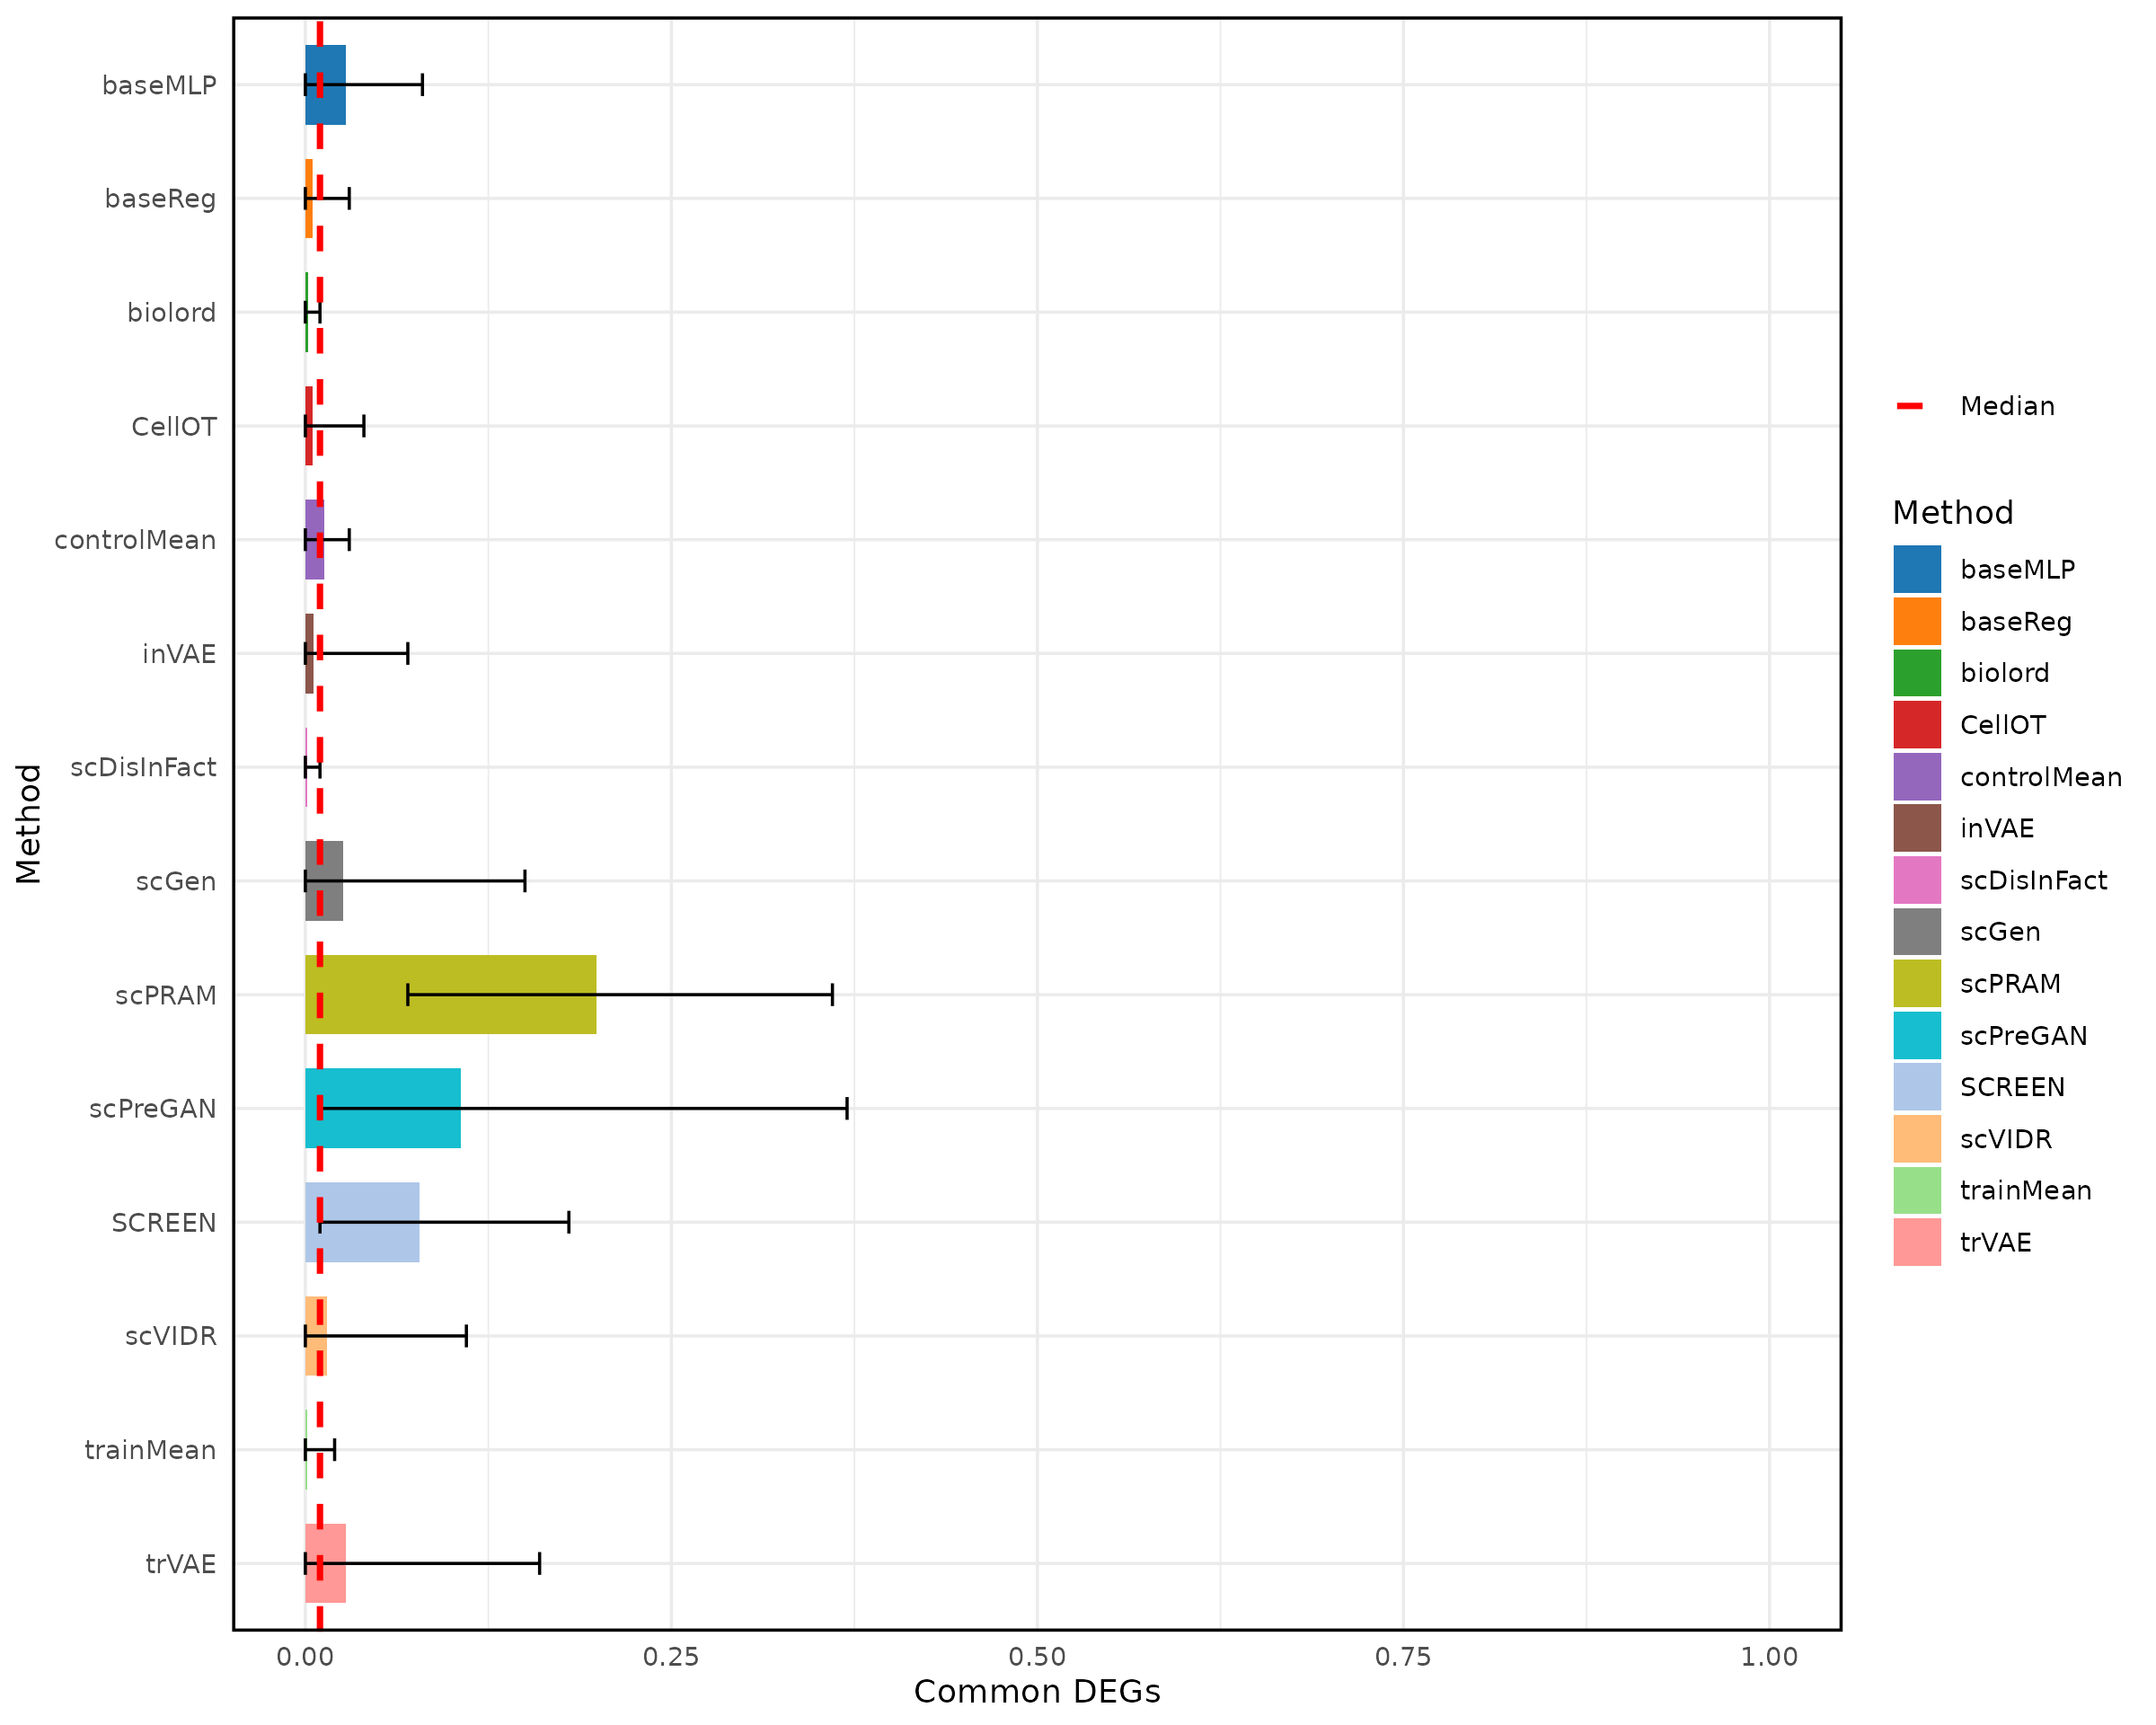 baseMLP
baseReg
biolord
CellOT
controlMean
inVAE
scDisInFact
scGen
scPRAM
scPreGAN
SCREEN
scVIDR
trainMean
trVAE
Method
0.00 0.25 0.50 0.75 1.00
Common DEGs
Median
Method
baseMLP
baseReg
biolord
CellOT
controlMean
inVAE
scDisInFact
scGen
scPRAM
scPreGAN
SCREEN
scVIDR
trainMean
trVAE